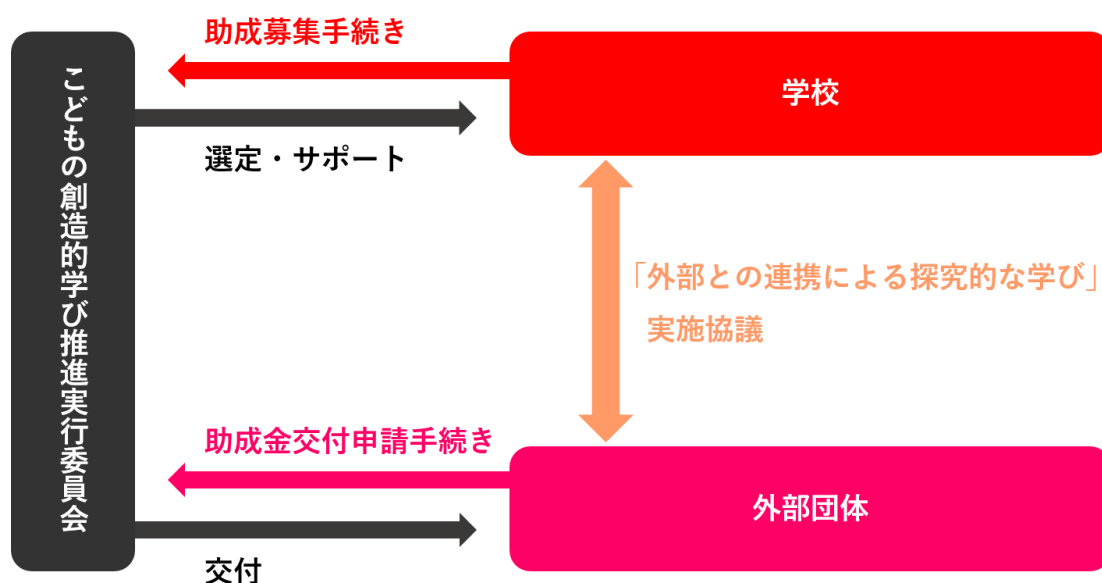 助成募集手続き
学校
選定・サポート
こどもの創造的学び推進実行委員会
「外部との連携による探究的な学び」
実施協議
助成金交付申請手続き
外部団体
交付